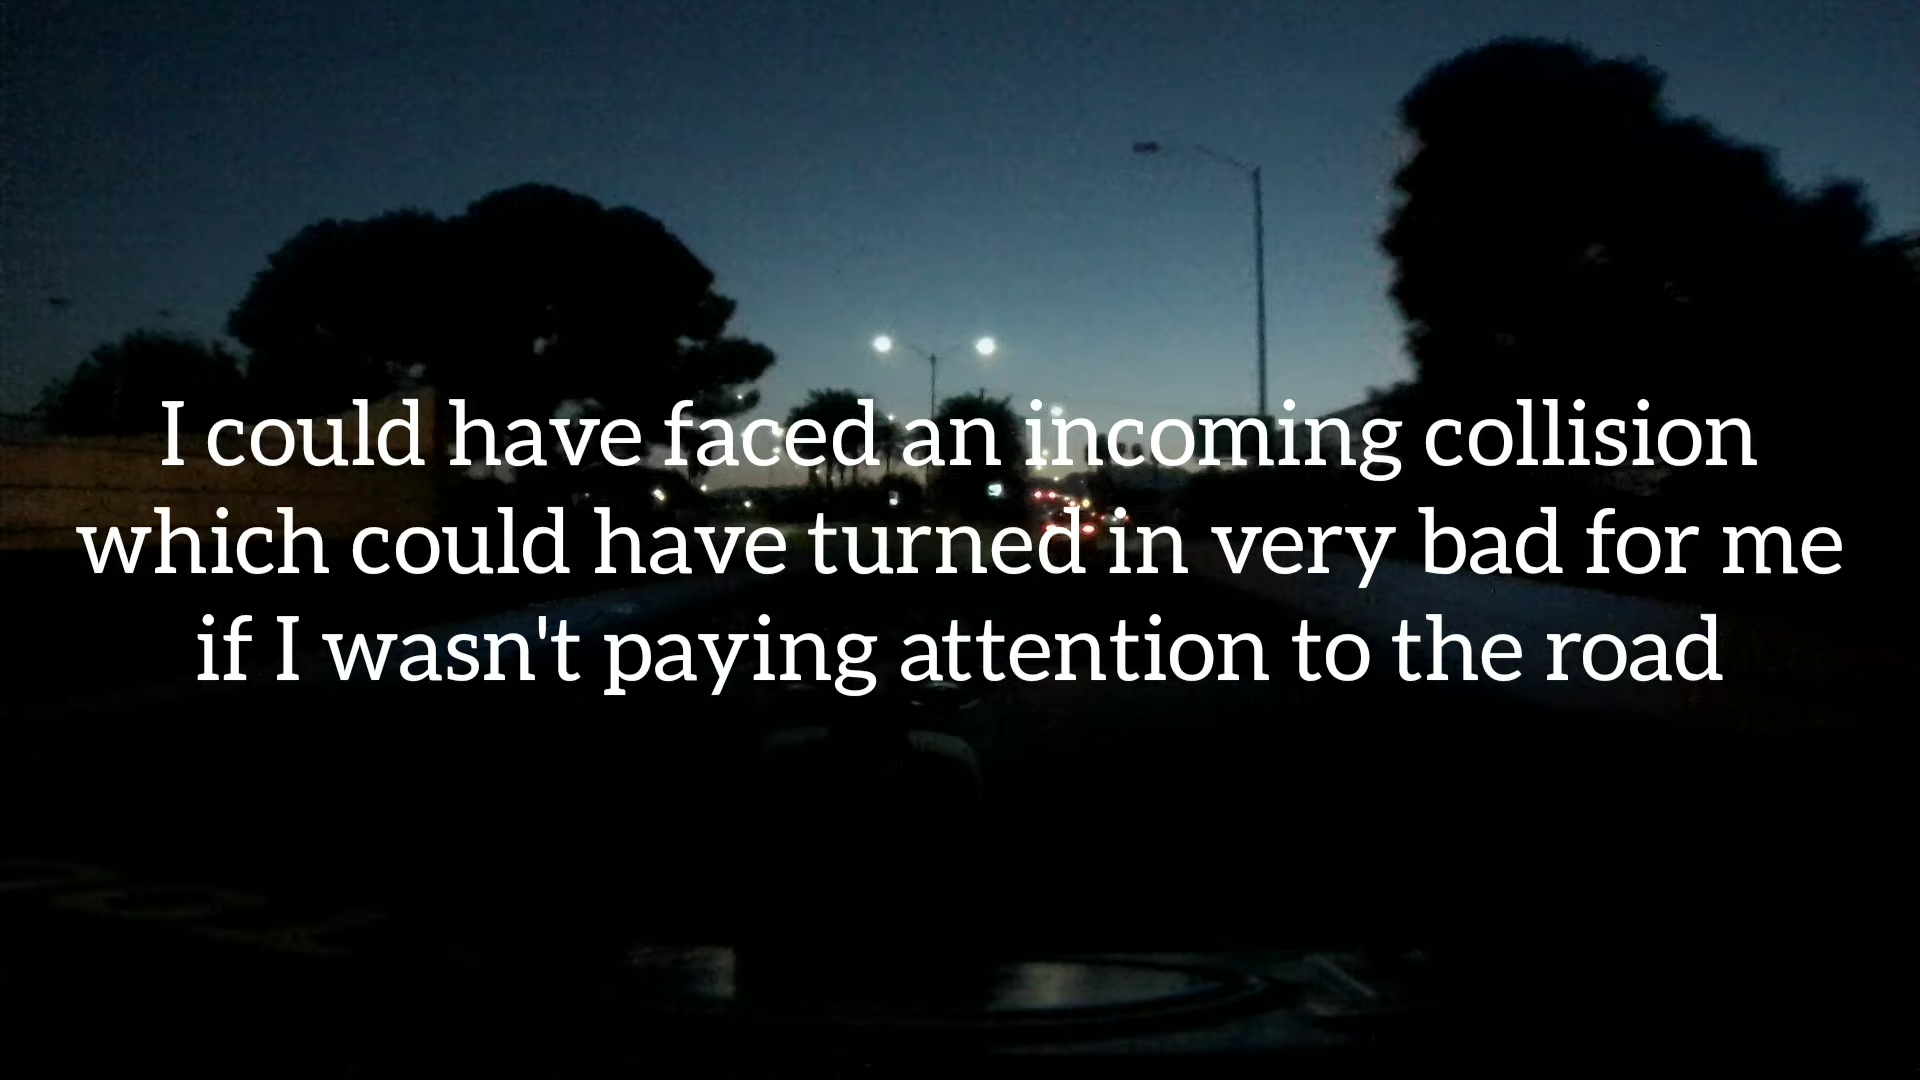 I could have faced an incoming collision
which could have turned in very bad for me
if I wasn't paying attention to the road